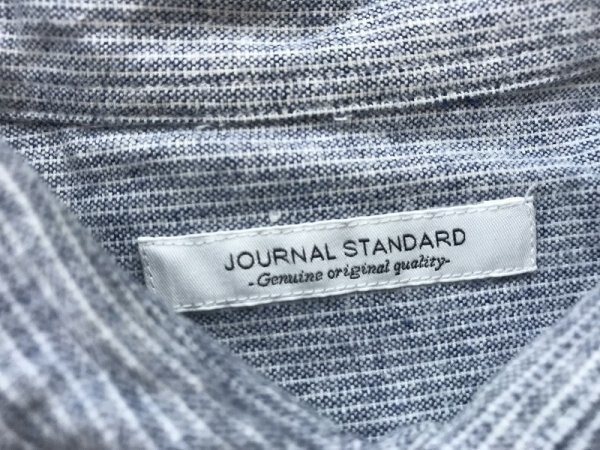 JOURNAL STANDARD
-Genuine original quality-